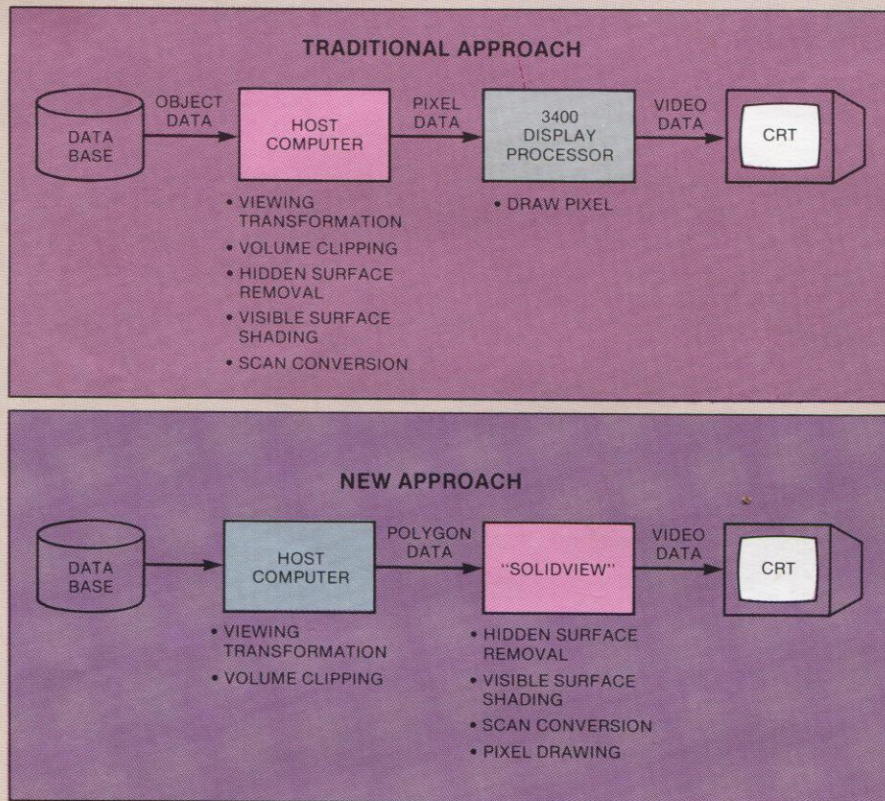 TRADITIONAL APPROACH
DATA
BASE
OBJECT
DATA
HOST
COMPUTER
PIXEL
DATA
3400
DISPLAY
PROCESSOR
VIDEO
DATA
CRT
• VIEWING
TRANSFORMATION
• VOLUME CLIPPING
• HIDDEN SURFACE
REMOVAL
• VISIBLE SURFACE
SHADING
• SCAN CONVERSION
• DRAW PIXEL
NEW APPROACH
DATA
BASE
HOST
COMPUTER
POLYGON
DATA
"SOLIDVIEW"
VIDEO
DATA
CRT
• VIEWING
TRANSFORMATION
• VOLUME CLIPPING
• HIDDEN SURFACE
REMOVAL
• VISIBLE SURFACE
SHADING
• SCAN CONVERSION
• PIXEL DRAWING